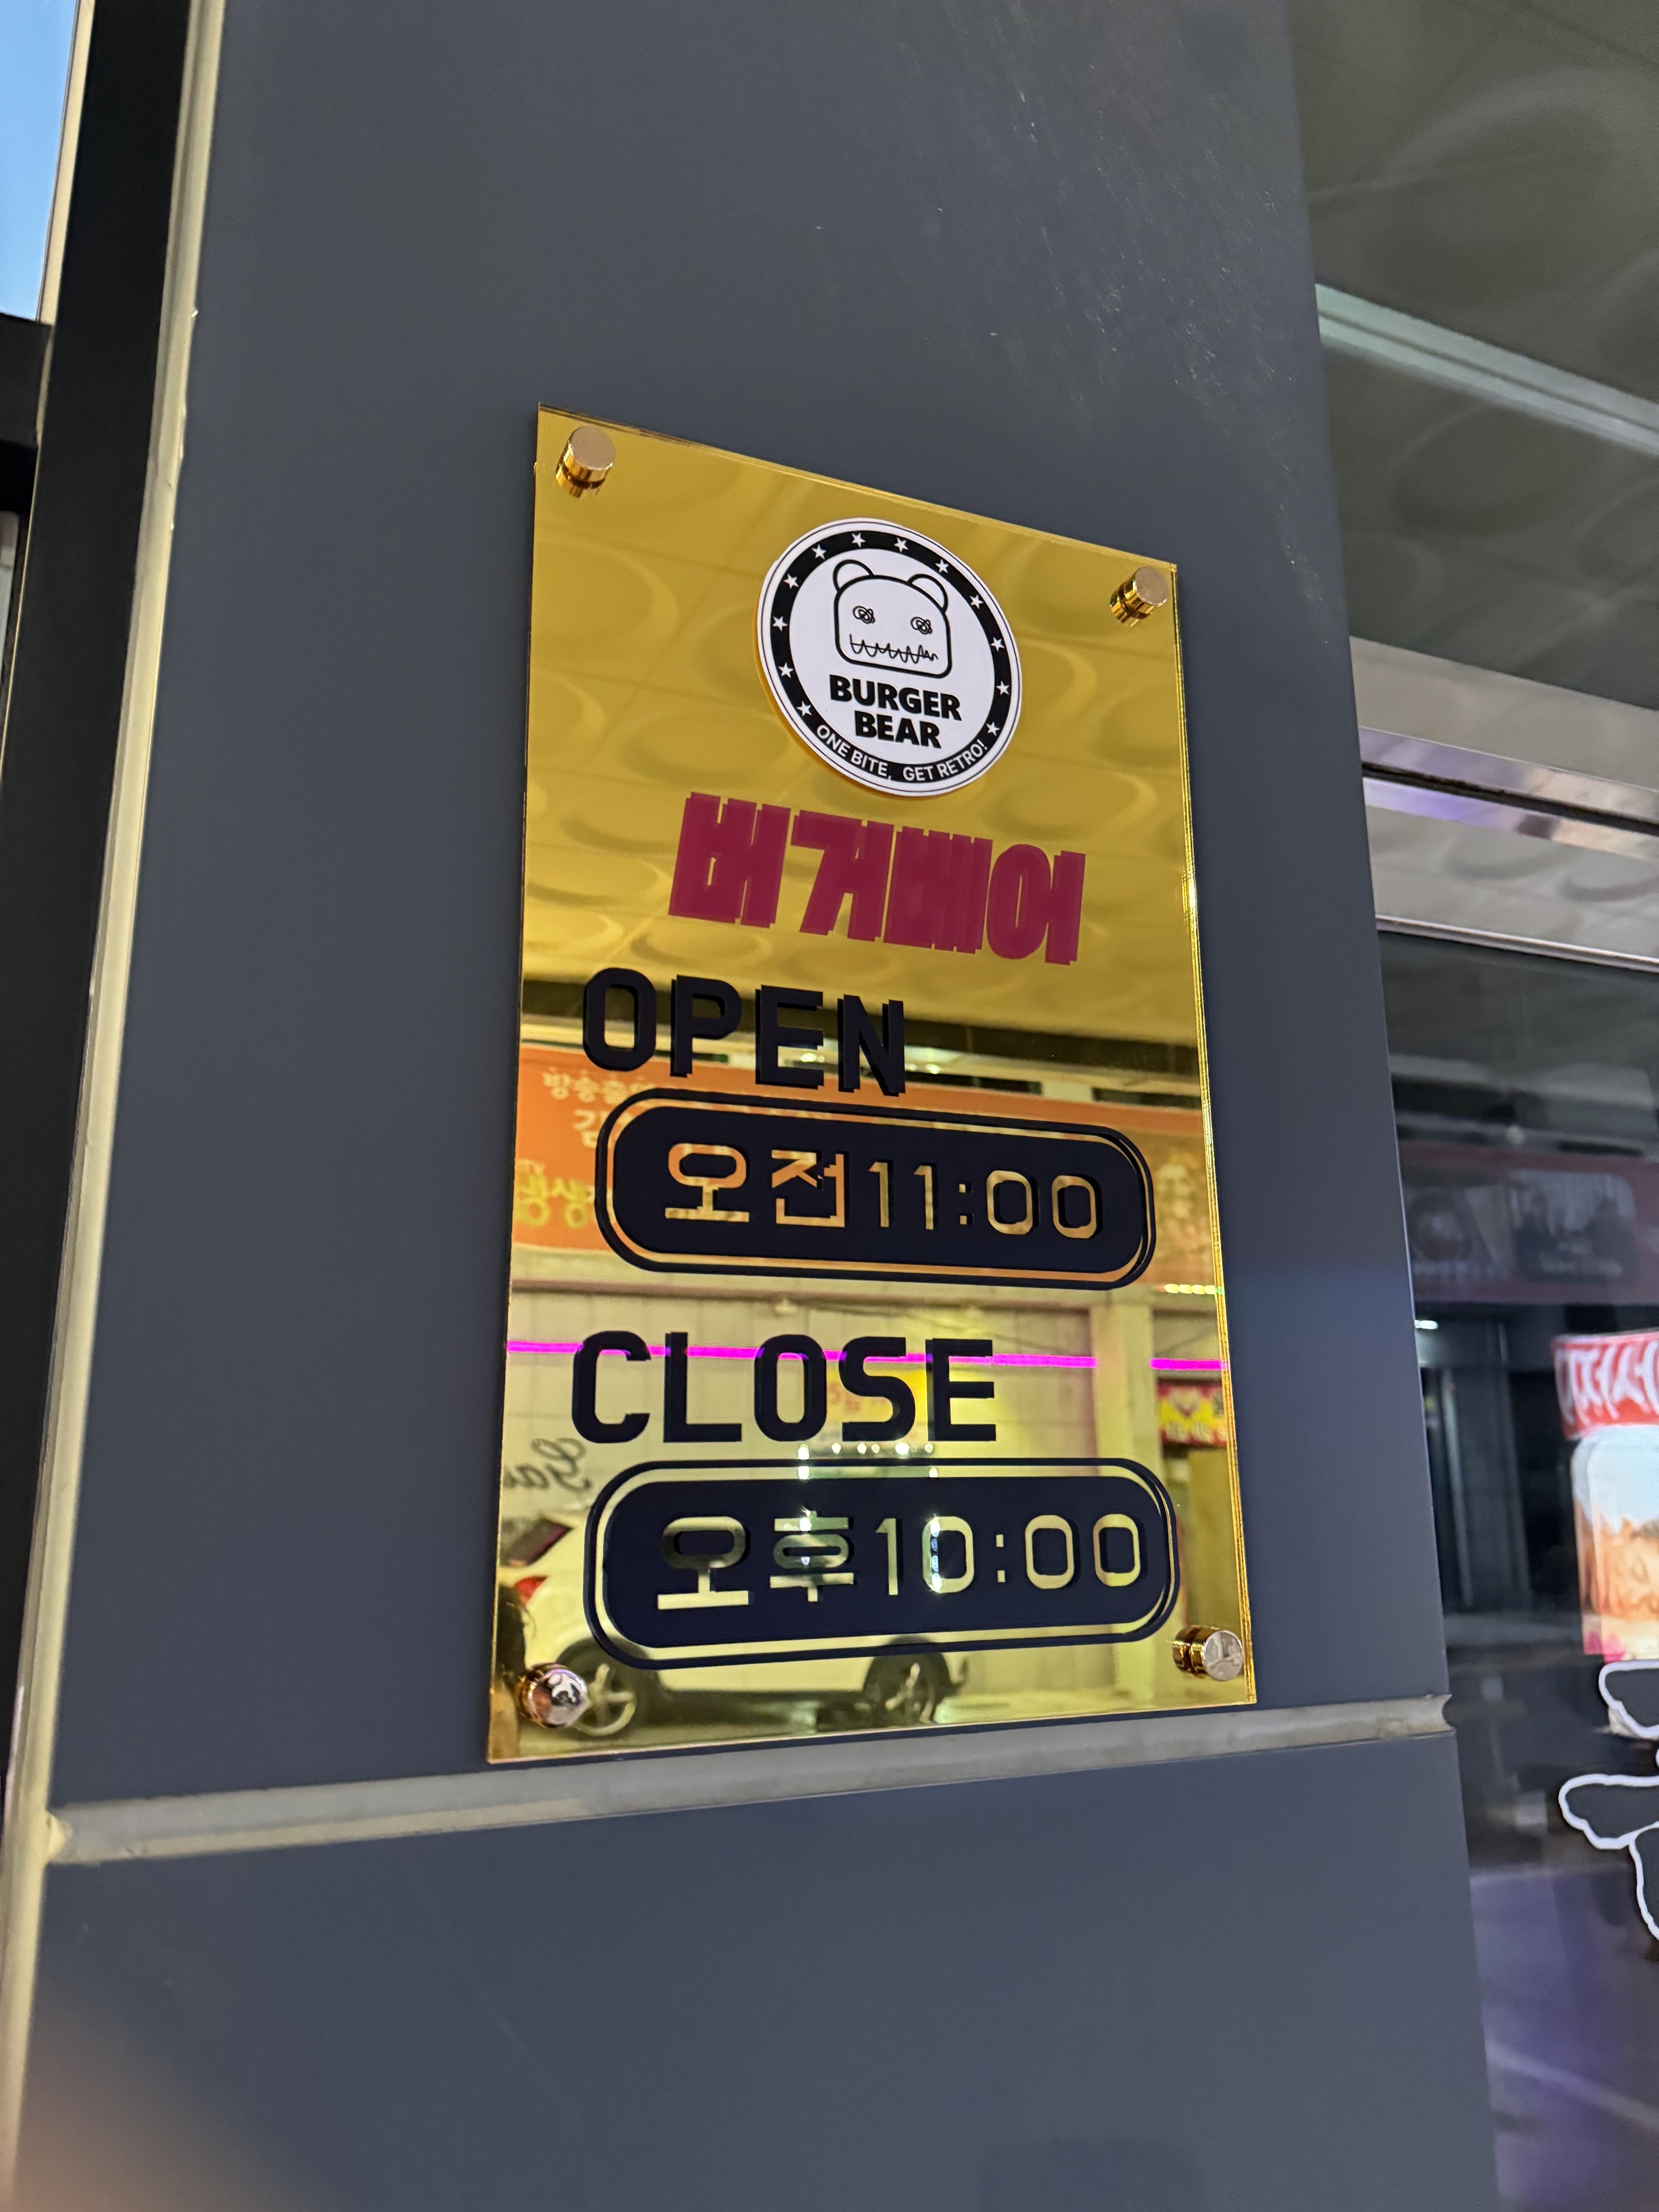 BURGER
BEAR
ONE BITE, GET RETRO!
버거베어
OPEN
오전11:00
CLOSE
오후10:00